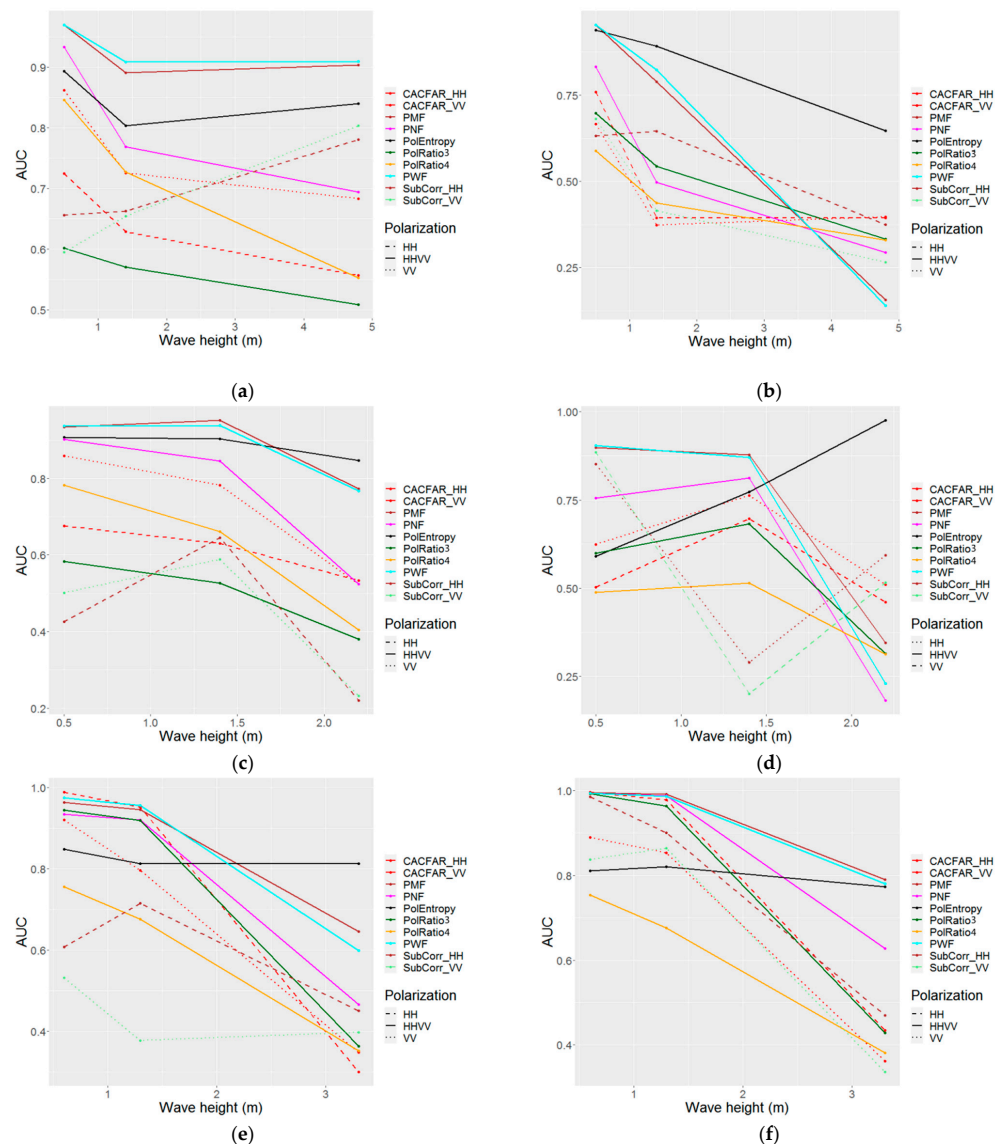 AUC
0.9
0.8
0.7
0.6
0.5
1
2
3
4
5
Wave height (m)
CACFAR_HH
CACFAR_VV
PMF
PNF
PolEntropy
PolRatio3
PolRatio4
PWF
SubCorr_HH
SubCorr_VV
Polarization
HH
HHVV
VV
(a)
AUC
0.75
0.50
0.25
1
2
3
4
5
Wave height (m)
CACFAR_HH
CACFAR_VV
PMF
PNF
PolEntropy
PolRatio3
PolRatio4
PWF
SubCorr_HH
SubCorr_VV
Polarization
HH
HHVV
VV
(b)
AUC
0.8
0.6
0.4
0.2
0.5
1.0
1.5
2.0
Wave height (m)
CACFAR_HH
CACFAR_VV
PMF
PNF
PolEntropy
PolRatio3
PolRatio4
PWF
SubCorr_HH
SubCorr_VV
Polarization
HH
HHVV
VV
(c)
AUC
1.00
0.75
0.50
0.25
0.5
1.0
1.5
2.0
Wave height (m)
CACFAR_HH
CACFAR_VV
PMF
PNF
PolEntropy
PolRatio3
PolRatio4
PWF
SubCorr_HH
SubCorr_VV
Polarization
HH
HHVV
VV
(d)
AUC
1.0
0.8
0.6
0.4
1
2
3
Wave height (m)
CACFAR_HH
CACFAR_VV
PMF
PNF
PolEntropy
PolRatio3
PolRatio4
PWF
SubCorr_HH
SubCorr_VV
Polarization
HH
HHVV
VV
(e)
AUC
1.0
0.8
0.6
0.4
1
2
3
Wave height (m)
CACFAR_HH
CACFAR_VV
PMF
PNF
PolEntropy
PolRatio3
PolRatio4
PWF
SubCorr_HH
SubCorr_VV
Polarization
HH
HHVV
VV
(f)